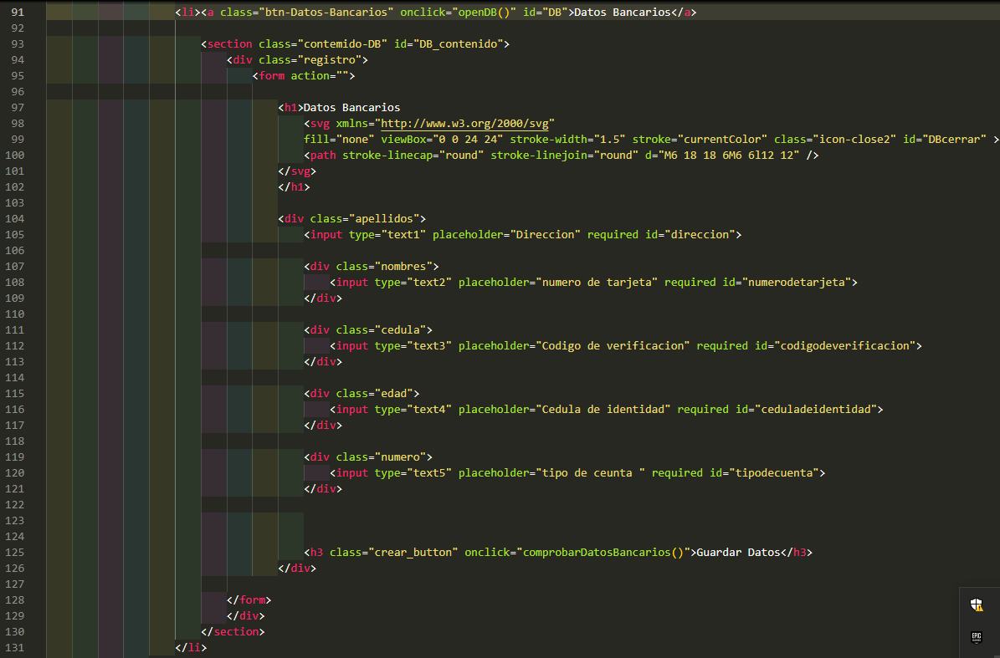 91 <li><a class="btn-Datos-Bancarios" onclick="openDB()" id="DB">Datos Bancarios</a>
92
93 <section class="contemido-DB" id="DB_contenido">
94 <div class="registro">
95 <form action="">
96
97 <h1>Datos Bancarios
98 <svg xmlns="http://www.w3.org/2000/svg"
99 fill="none" viewBox="0 0 24 24" stroke-width="1.5" stroke="currentColor" class="icon-close2" id="DBcerrar" >
100 <path stroke-linecap="round" stroke-linejoin="round" d="M6 18 18 6M6 6l12 12" />
101 </svg>
102 </h1>
103
104 <div class="apellidos">
105 <input type="text1" placeholder="Direccion" required id="direccion">
106
107 <div class="nombres">
108 <input type="text2" placeholder="numero de tarjeta" required id="numerodetarjeta">
109 </div>
110
111 <div class="cedula">
112 <input type="text3" placeholder="Codigo de verificacion" required id="codigodeverificacion">
113 </div>
114
115 <div class="edad">
116 <input type="text4" placeholder="Cedula de identidad" required id="ceduladeidentidad">
117 </div>
118
119 <div class="numero">
120 <input type="text5" placeholder="tipo de ceunta " required id="tipodecuenta">
121 </div>
122
123
124
125 <h3 class="crear_button" onclick="comprobarDatosBancarios()">Guardar Datos</h3>
126 </div>
127
128 </form>
129 </div>
130 </section>
131 </li>
EPIC